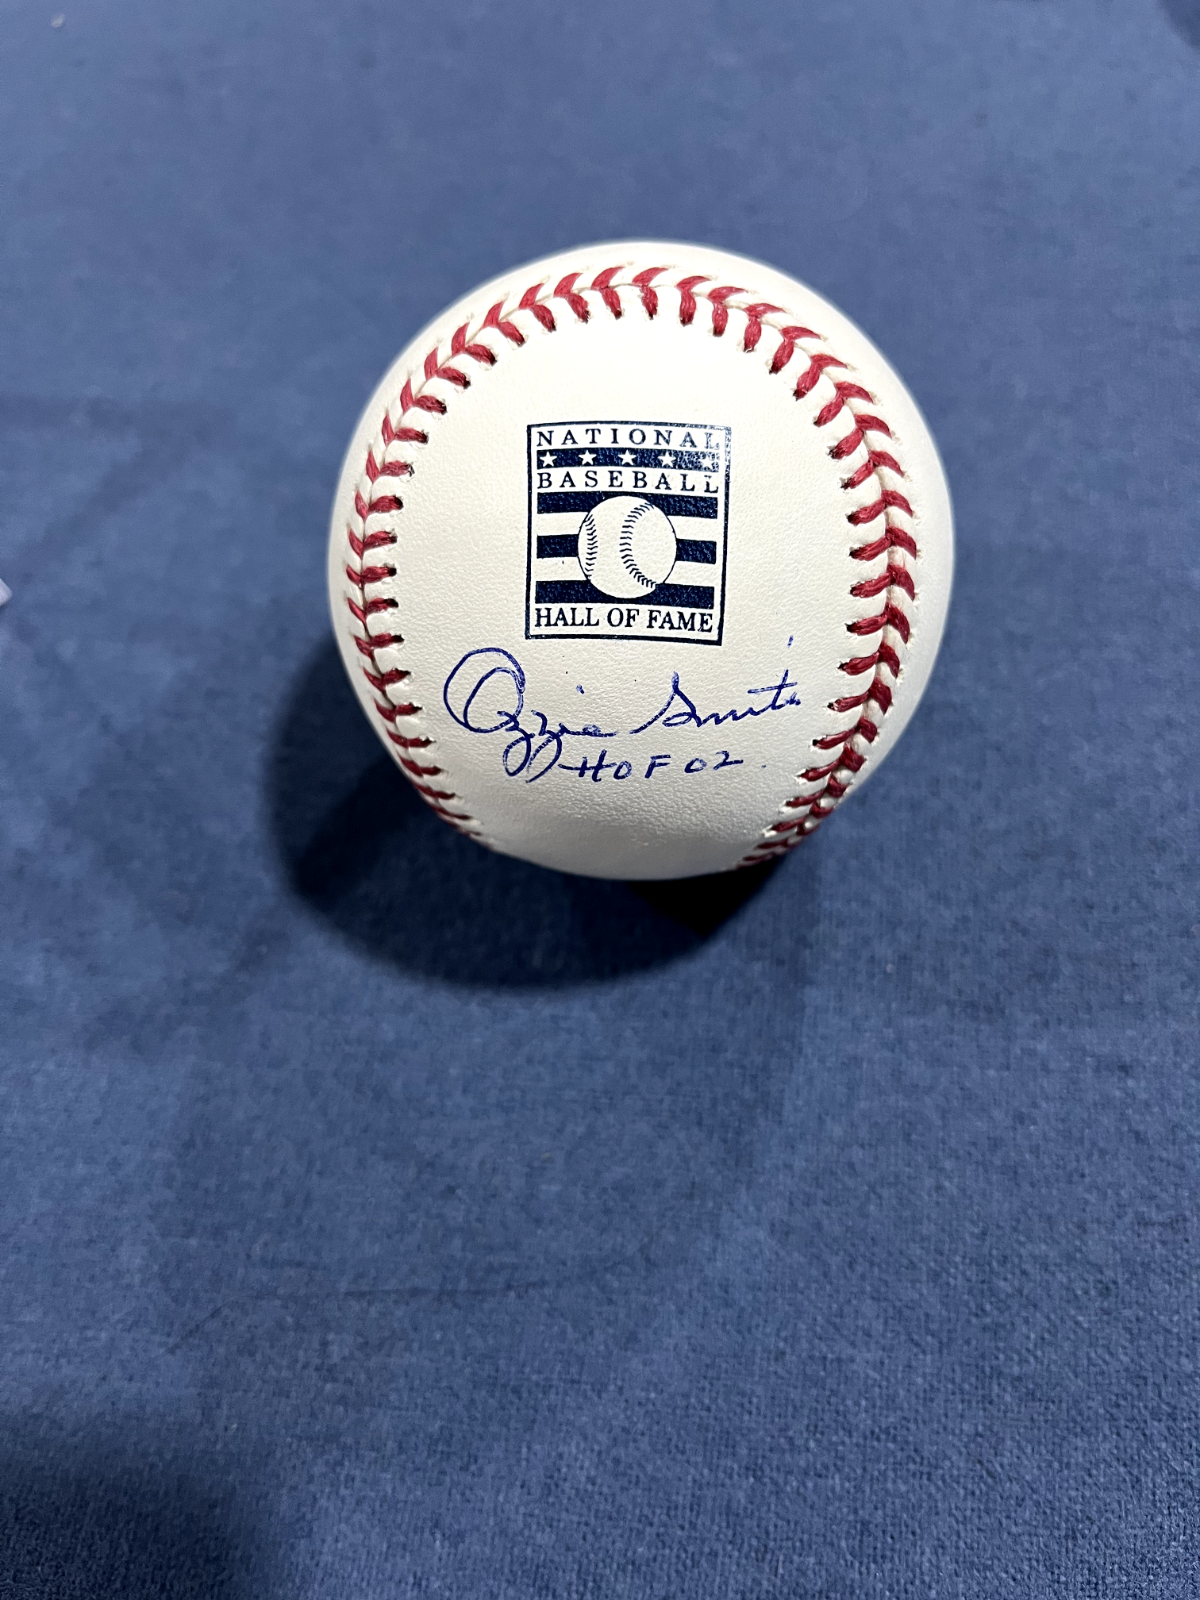 NATIONAL
BASEBALL
HALL OF FAME
Ozzie Smith
HOF 02